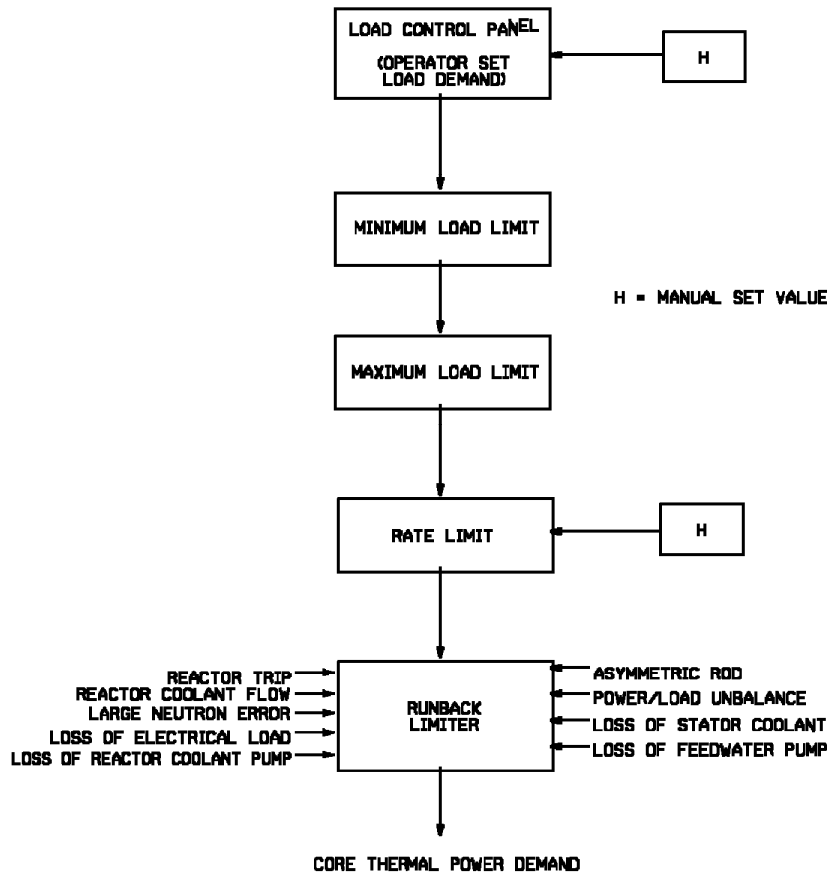 LOAD CONTROL PANEL
(OPERATOR SET
LOAD DEMAND)
H
MINIMUM LOAD LIMIT
H = MANUAL SET VALUE
MAXIMUM LOAD LIMIT
RATE LIMIT
H
REACTOR TRIP
REACTOR COOLANT FLOW
LARGE NEUTRON ERROR
LOSS OF ELECTRICAL LOAD
LOSS OF REACTOR COOLANT PUMP
RUNBACK
LIMITER
ASYMMETRIC ROD
POWER/LOAD UNBALANCE
LOSS OF STATOR COOLANT
LOSS OF FEEDWATER PUMP
CORE THERMAL POWER DEMAND